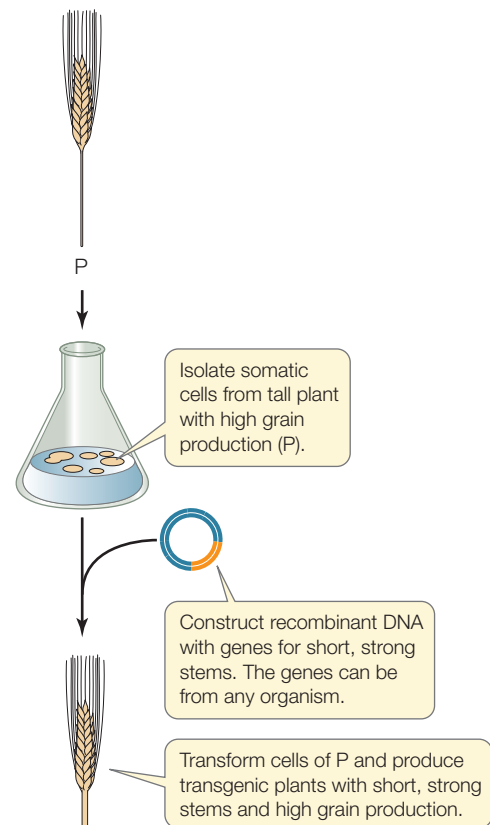 P
Isolate somatic
cells from tall plant
with high grain
production (P).
Construct recombinant DNA
with genes for short, strong
stems. The genes can be
from any organism.
Transform cells of P and produce
transgenic plants with short, strong
stems and high grain production.